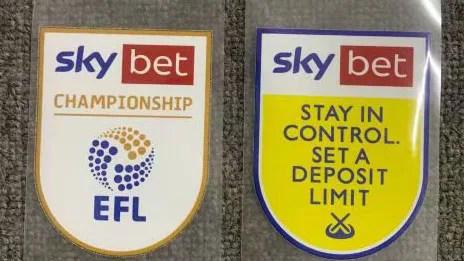 sky bet
CHAMPIONSHIP
EFL
sky bet
STAY IN
CONTROL.
SET A
DEPOSIT
LIMIT